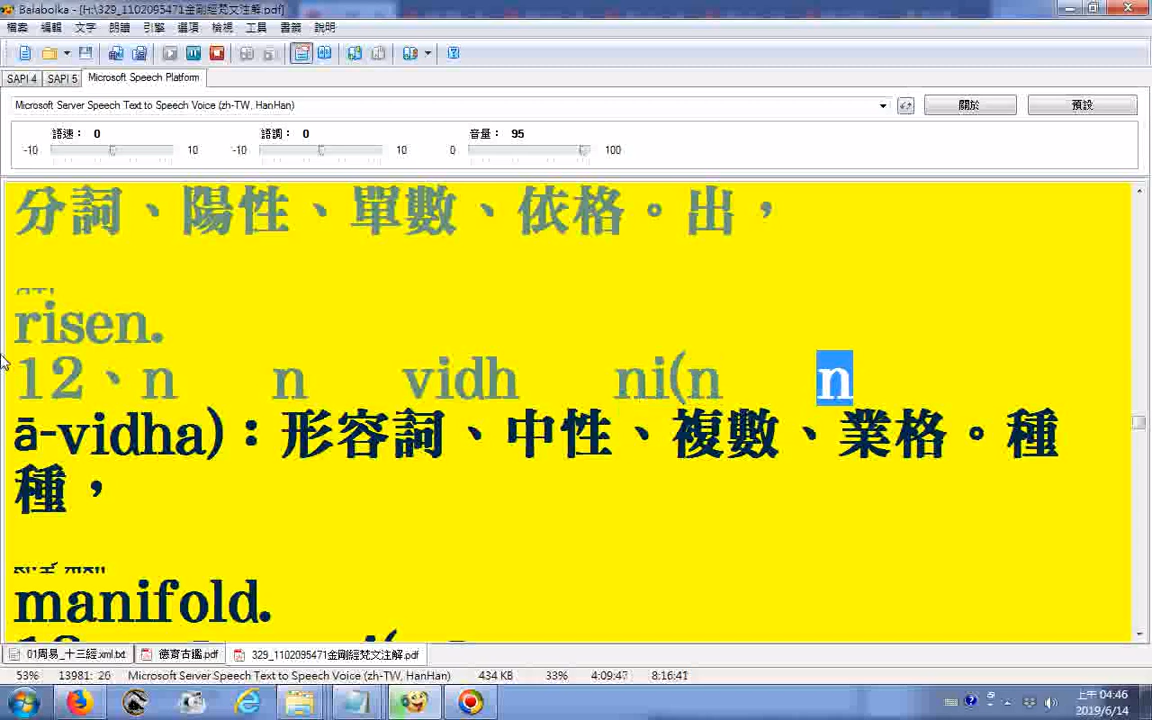 Balabolka - [H:\329_1102095471金剛經梵文注解.pdf]
檔案 編輯 文字 朗讀 引擎 選項 檢視 工具 書籤 說明
SAPI 4 SAPI 5 Microsoft Speech Platform
Microsoft Server Speech Text to Speech Voice (zh-TW, HanHan) 關於 預設
語速： 0 語調： 0 音量： 95
-10 10 -10 10 0 100
分詞、陽性、單數、依格。出，
risen.
12、n n vidh ni(n n
ā-vidha)：形容詞、中性、複數、業格。種
種，
manifold.
01周易_十三經.xml.txt 德育古鑑.pdf 329_1102095471金剛經梵文注解.pdf
53% 13981: 26 Microsoft Server Speech Text to Speech Voice (zh-TW, HanHan) 434 KB 33% 4:09:47 8:16:41
上午 04:46
2019/6/14